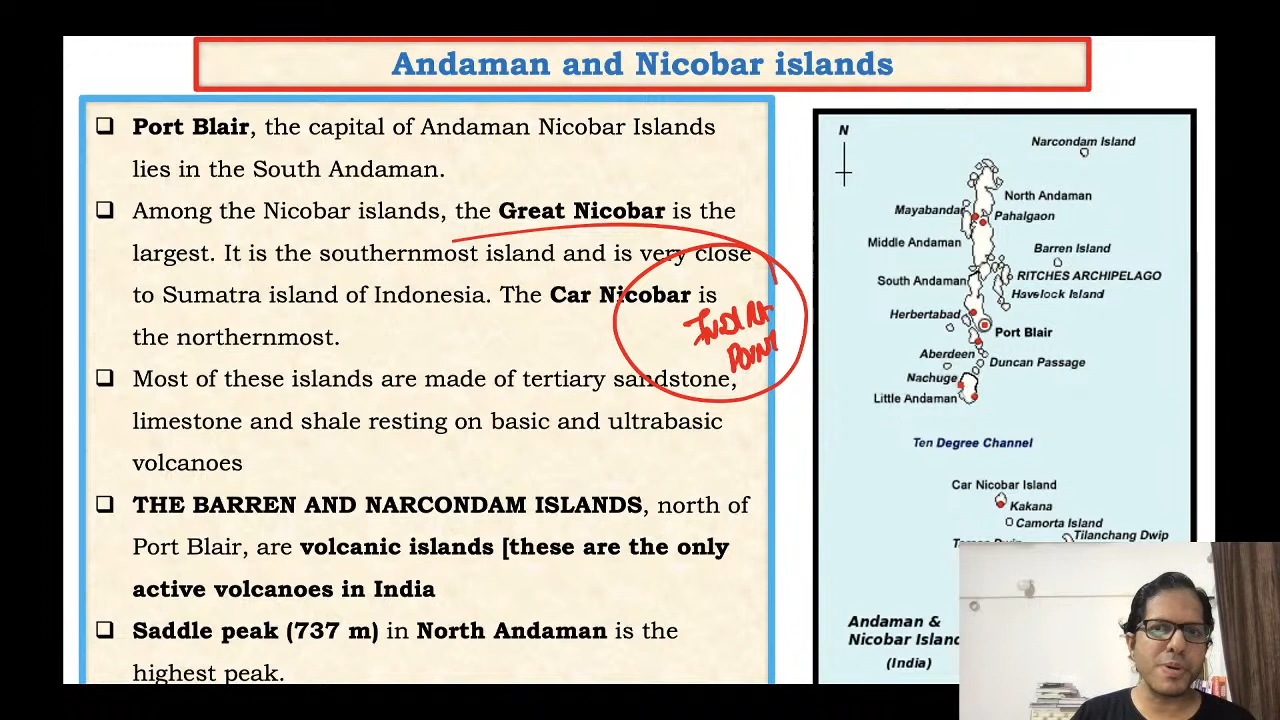 Andaman and Nicobar islands
❑ Port Blair, the capital of Andaman Nicobar Islands
lies in the South Andaman.
❑ Among the Nicobar islands, the Great Nicobar is the
largest. It is the southernmost island and is very close
to Sumatra island of Indonesia. The Car Nicobar is
the northernmost.
❑ Most of these islands are made of tertiary sandstone,
limestone and shale resting on basic and ultrabasic
volcanoes
❑ THE BARREN AND NARCONDAM ISLANDS, north of
Port Blair, are volcanic islands [these are the only
active volcanoes in India
❑ Saddle peak (737 m) in North Andaman is the
highest peak.
INDIRA
POINT
N
Narcondam Island
North Andaman
Mayabandar
Pahalgaon
Middle Andaman
Barren Island
South Andaman
RITCHES ARCHIPELAGO
Havelock Island
Herbertabad
Port Blair
Aberdeen
Duncan Passage
Nachuge
Little Andaman
Ten Degree Channel
Car Nicobar Island
Kakana
Camorta Island
Tilanchang Dwip
Andaman &
Nicobar Island
(India)